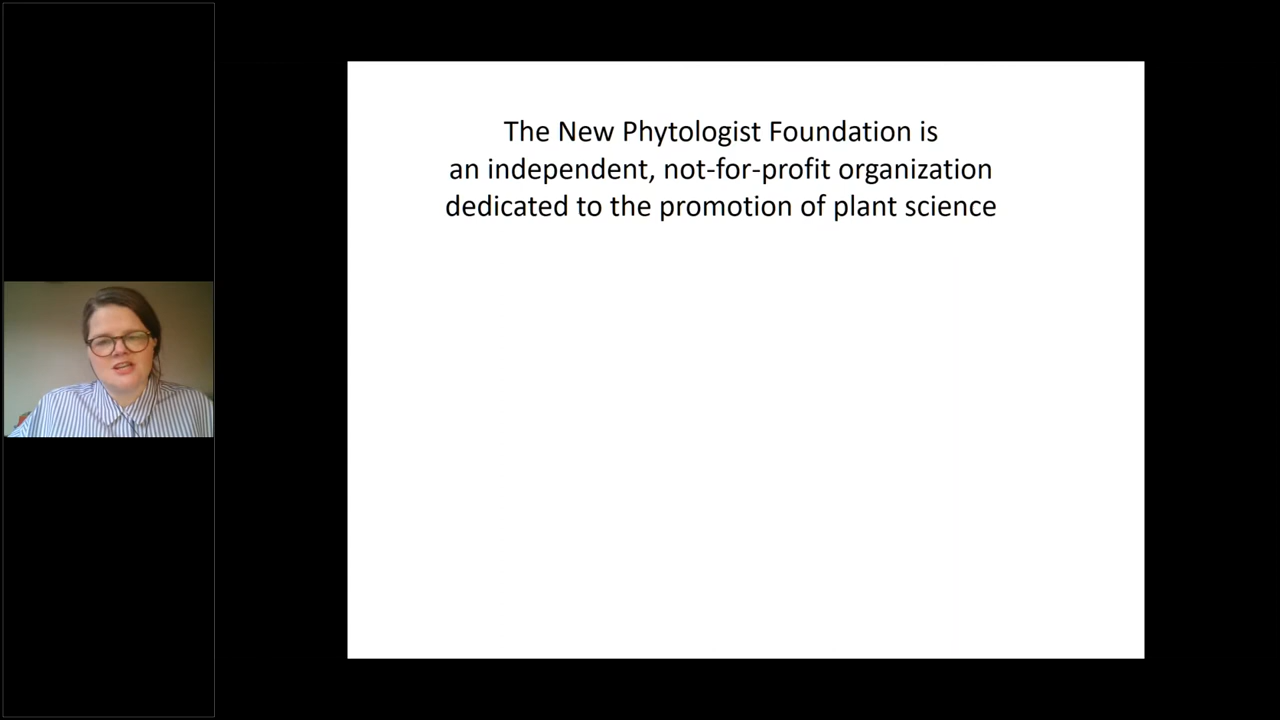 The New Phytologist Foundation is
an independent, not-for-profit organization
dedicated to the promotion of plant science